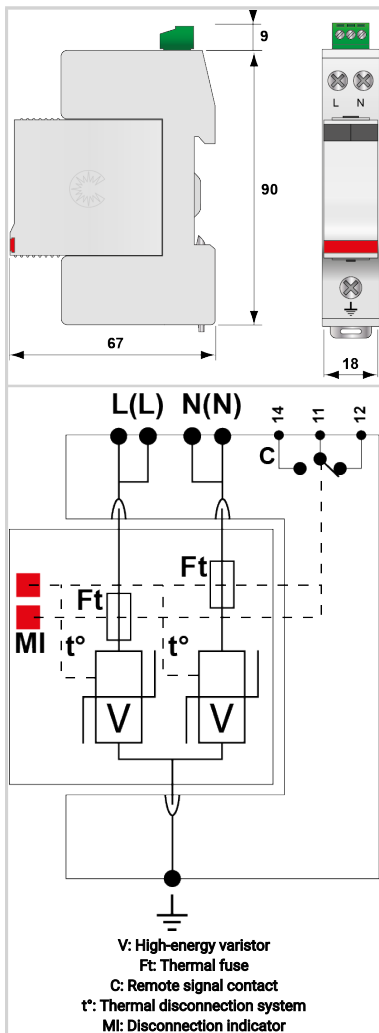 9
L N
90
67
18
L(L) N(N) 14 11 12
C
Ft
Ft
MI t° t°
V V
V: High-energy varistor
Ft: Thermal fuse
C: Remote signal contact
t°: Thermal disconnection system
MI: Disconnection indicator